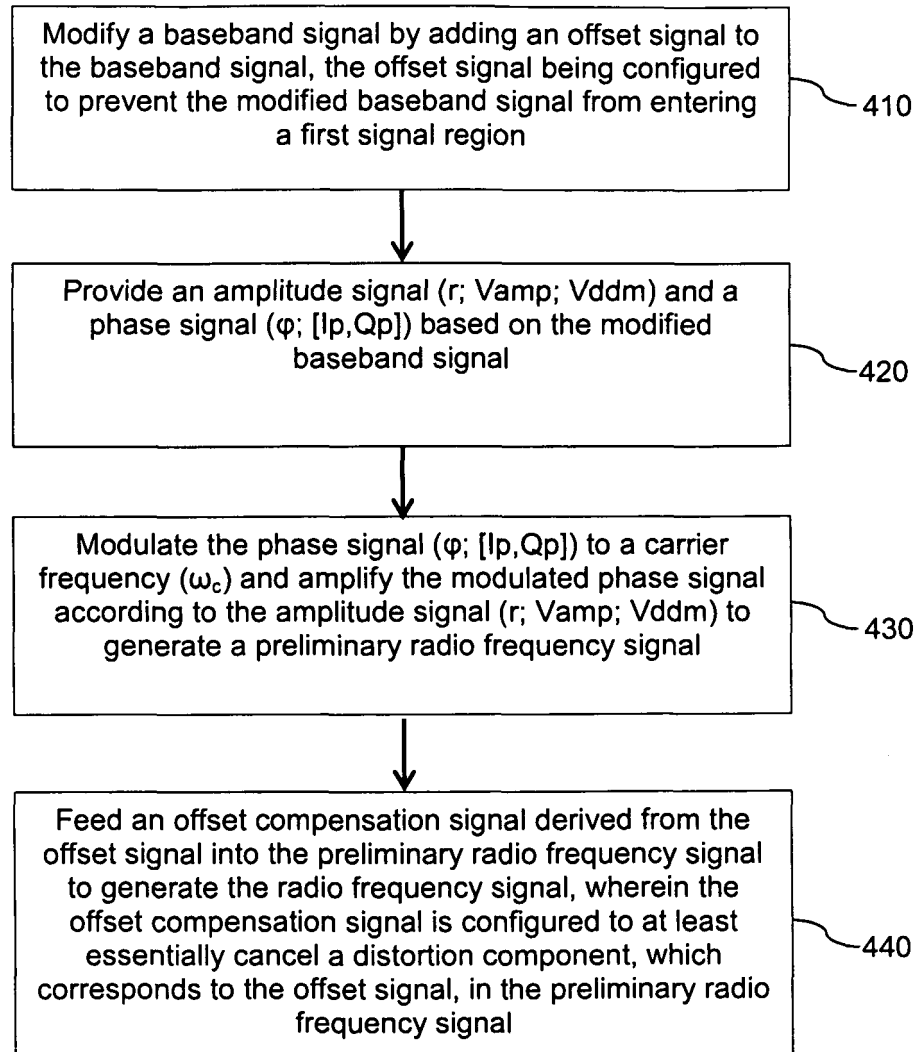 Modify a baseband signal by adding an offset signal to
the baseband signal, the offset signal being configured
to prevent the modified baseband signal from entering
a first signal region
410
Provide an amplitude signal (r; Vamp; Vddm) and a
phase signal (φ; [Ip,Qp]) based on the modified
baseband signal
420
Modulate the phase signal (φ; [Ip,Qp]) to a carrier
frequency (ωc) and amplify the modulated phase signal
according to the amplitude signal (r; Vamp; Vddm) to
generate a preliminary radio frequency signal
430
Feed an offset compensation signal derived from the
offset signal into the preliminary radio frequency signal
to generate the radio frequency signal, wherein the
offset compensation signal is configured to at least
essentially cancel a distortion component, which
corresponds to the offset signal, in the preliminary radio
frequency signal
440